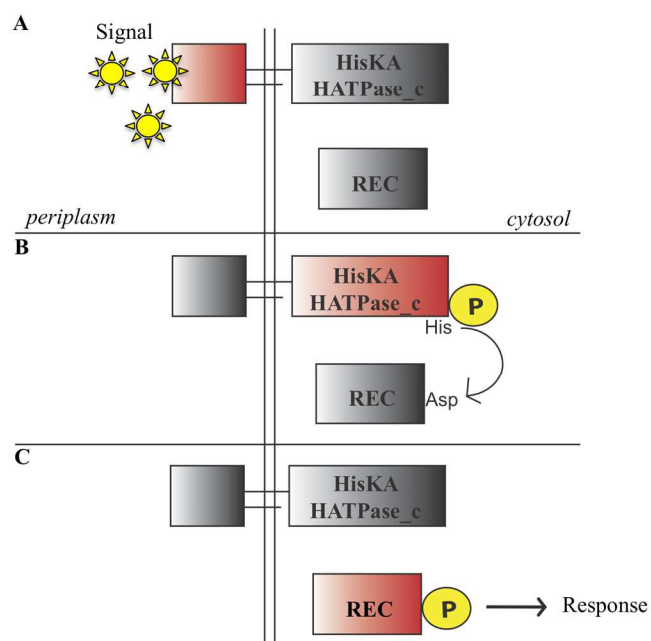 A
Signal
HisKA
HATPase_c
REC
periplasm
cytosol
B
HisKA
HATPase_c
P
His
REC
Asp
C
HisKA
HATPase_c
REC
P
Response